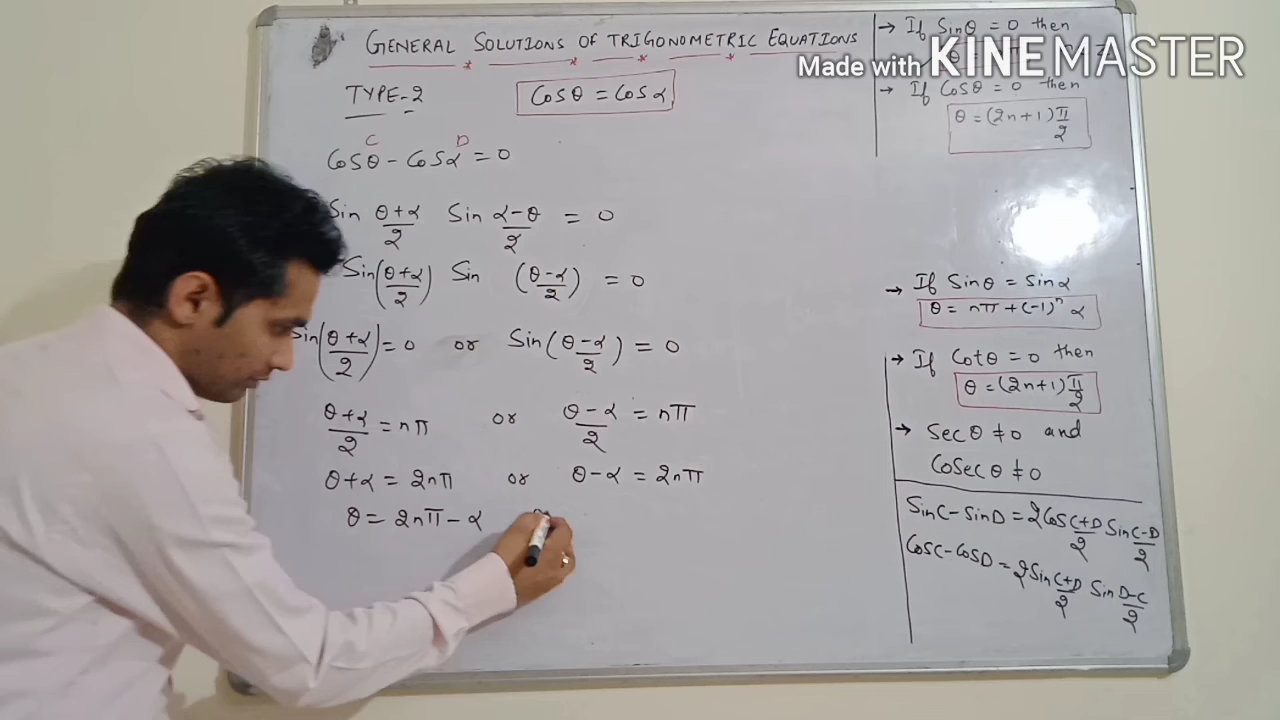 GENERAL SOLUTIONS OF TRIGONOMETRIC EQUATIONS
TYPE-2
Cosθ = Cosα
C D
Cosθ - Cosα = 0
Sin θ+α/2 Sin α-θ/2 = 0
Sin(θ+α/2) Sin (θ-α/2) = 0
Sin(θ+α/2) = 0 or Sin(θ-α/2) = 0
θ+α/2 = nπ or θ-α/2 = nπ
θ+α = 2nπ or θ-α = 2nπ
θ = 2nπ - α
→ If Sinθ = 0 then
Made with KINEMASTER
→ If Cosθ = 0 then
θ = (2n+1)π/2
→ If Sinθ = Sinα
θ = nπ + (-1)ⁿ α
→ If Cotθ = 0 then
θ = (2n+1)π/2
→ Secθ ≠ 0 and
Cosecθ ≠ 0
SinC - SinD = 2CosC+D/2 SinC-D/2
CosC - CosD = 2SinC+D/2 SinD-C/2